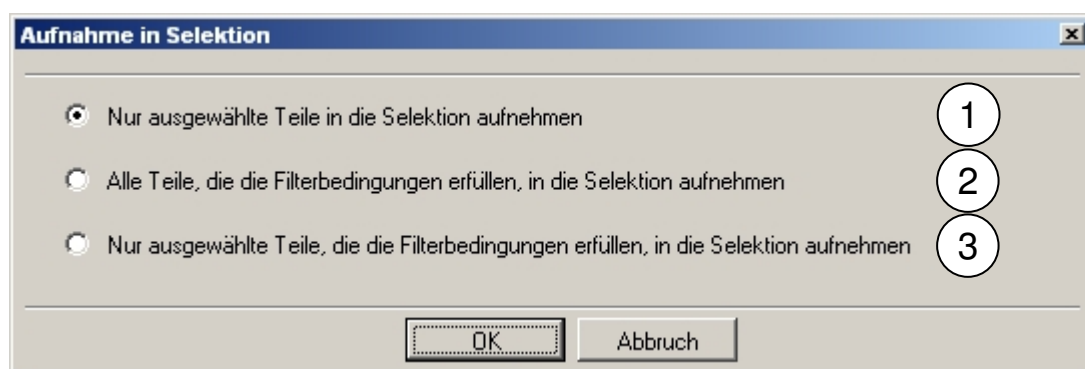 Aufnahme in Selektion
Nur ausgewählte Teile in die Selektion aufnehmen
1
Alle Teile, die die Filterbedingungen erfüllen, in die Selektion aufnehmen
2
Nur ausgewählte Teile, die die Filterbedingungen erfüllen, in die Selektion aufnehmen
3
OK
Abbruch